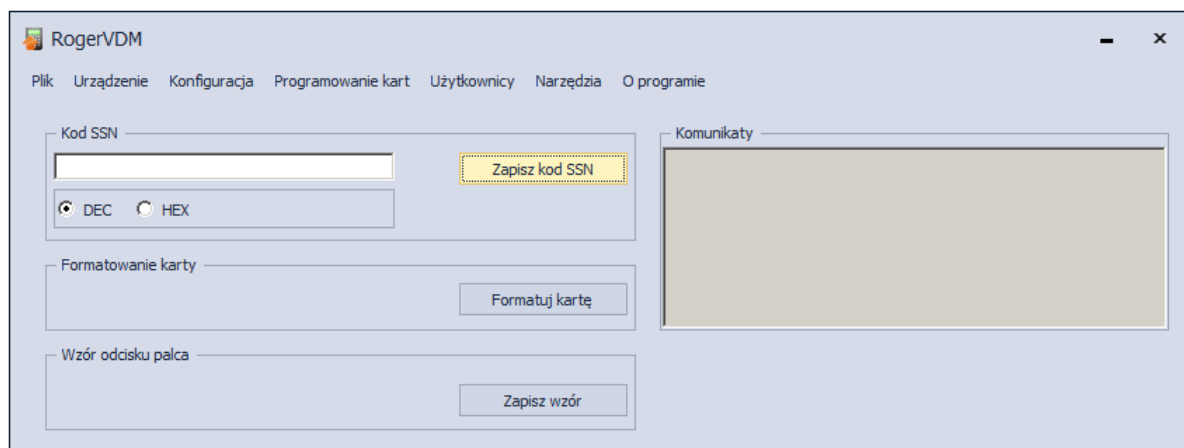 RogerVDM
Plik Urządzenie Konfiguracja Programowanie kart Użytkownicy Narzędzia O programie
Kod SSN
Zapisz kod SSN
DEC HEX
Formatowanie karty
Formatuj kartę
Wzór odcisku palca
Zapisz wzór
Komunikaty